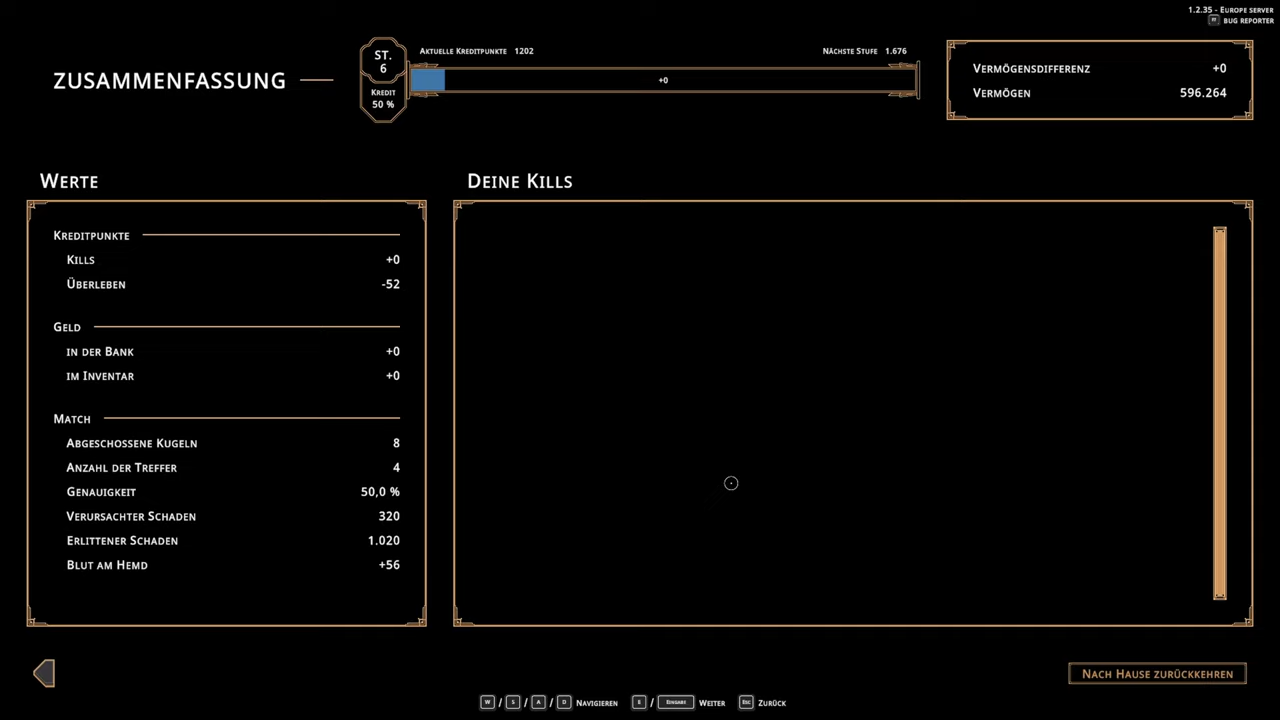 1.2.35 - Europe server
BUG REPORTER
ZUSAMMENFASSUNG
ST.
6
KREDIT
50 %
AKTUELLE KREDITPUNKTE 1202
NÄCHSTE STUFE 1.676
+0
VERMÖGENSDIFFERENZ +0
VERMÖGEN 596.264
WERTE
KREDITPUNKTE
KILLS +0
ÜBERLEBEN -52
GELD
IN DER BANK +0
IM INVENTAR +0
MATCH
ABGESCHOSSENE KUGELN 8
ANZAHL DER TREFFER 4
GENAUIGKEIT 50,0 %
VERURSACHTER SCHADEN 320
ERLITTENER SCHADEN 1.020
BLUT AM HEMD +56
DEINE KILLS
NACH HAUSE ZURÜCKKEHREN
W / S / A / D NAVIGIEREN E / EINGABE WEITER ESC ZURÜCK